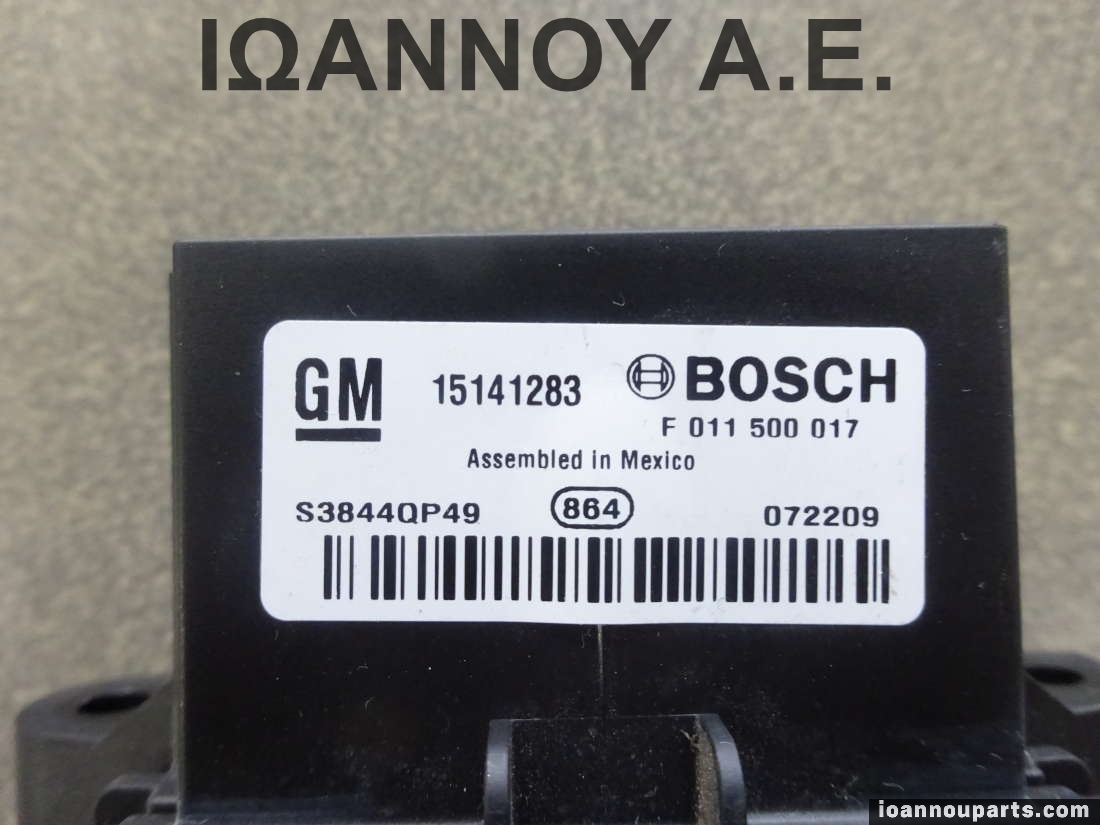 ΙΩΑΝΝΟΥ Α.Ε.
GM 15141283 BOSCH
F 011 500 017
Assembled in Mexico
S3844QP49 864 072209
ioannouparts.com